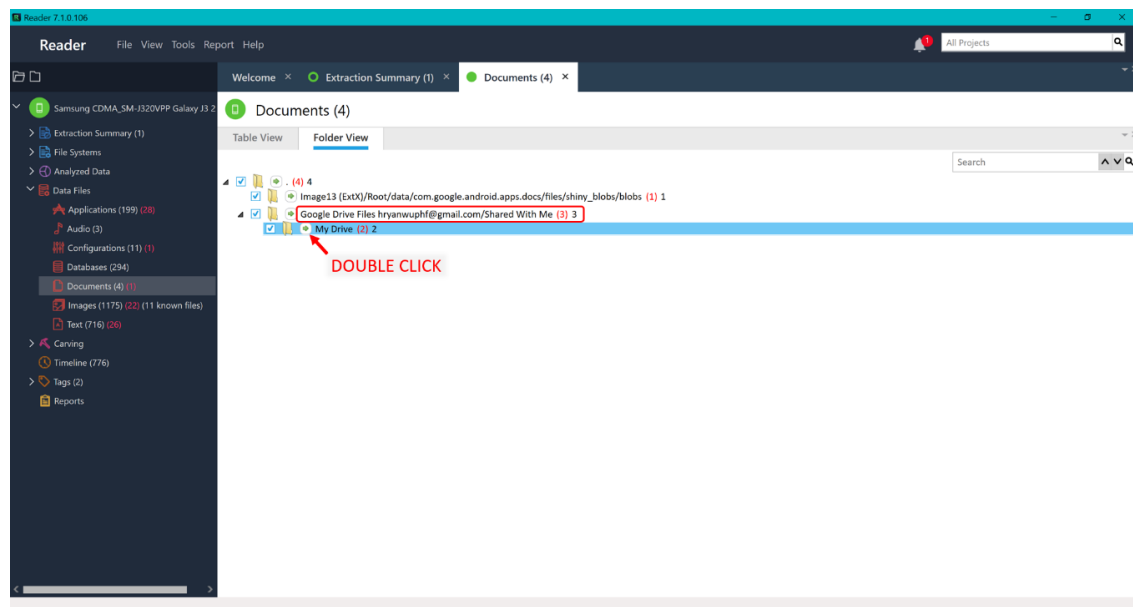 Reader 7.1.0.106
Reader File View Tools Report Help
1
All Projects
Welcome × Extraction Summary (1) × Documents (4) ×
Samsung CDMA_SM-J320VPP Galaxy J3 2
Extraction Summary (1)
File Systems
Analyzed Data
Data Files
Applications (199) (28)
Audio (3)
Configurations (11) (1)
Databases (294)
Documents (4) (1)
Images (1175) (22) (11 known files)
Text (716) (26)
Carving
Timeline (776)
Tags (2)
Reports
Documents (4)
Table View Folder View
Search
. (4) 4
Image13 (ExtX)/Root/data/com.google.android.apps.docs/files/shiny_blobs/blobs (1) 1
Google Drive Files hryanwuphf@gmail.com/Shared With Me (3) 3
My Drive (2) 2
DOUBLE CLICK